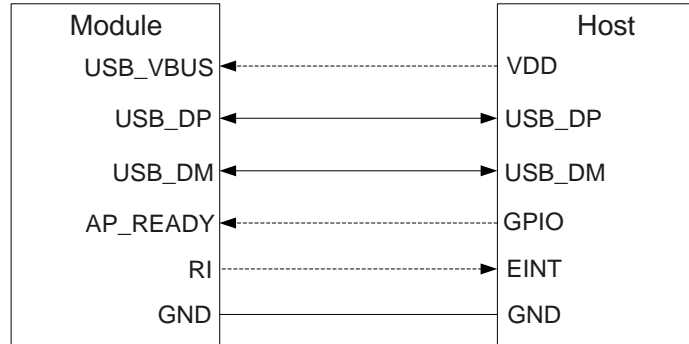 Module Host
USB_VBUS VDD
USB_DP USB_DP
USB_DM USB_DM
AP_READY GPIO
RI EINT
GND GND